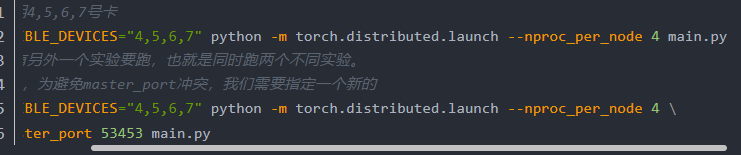 4,5,6,7号卡
BLE_DEVICES="4,5,6,7" python -m torch.distributed.launch --nproc_per_node 4 main.py
另外一个实验要跑，也就是同时跑两个不同实验。
，为避免master_port冲突，我们需要指定一个新的
BLE_DEVICES="4,5,6,7" python -m torch.distributed.launch --nproc_per_node 4 \
ter_port 53453 main.py